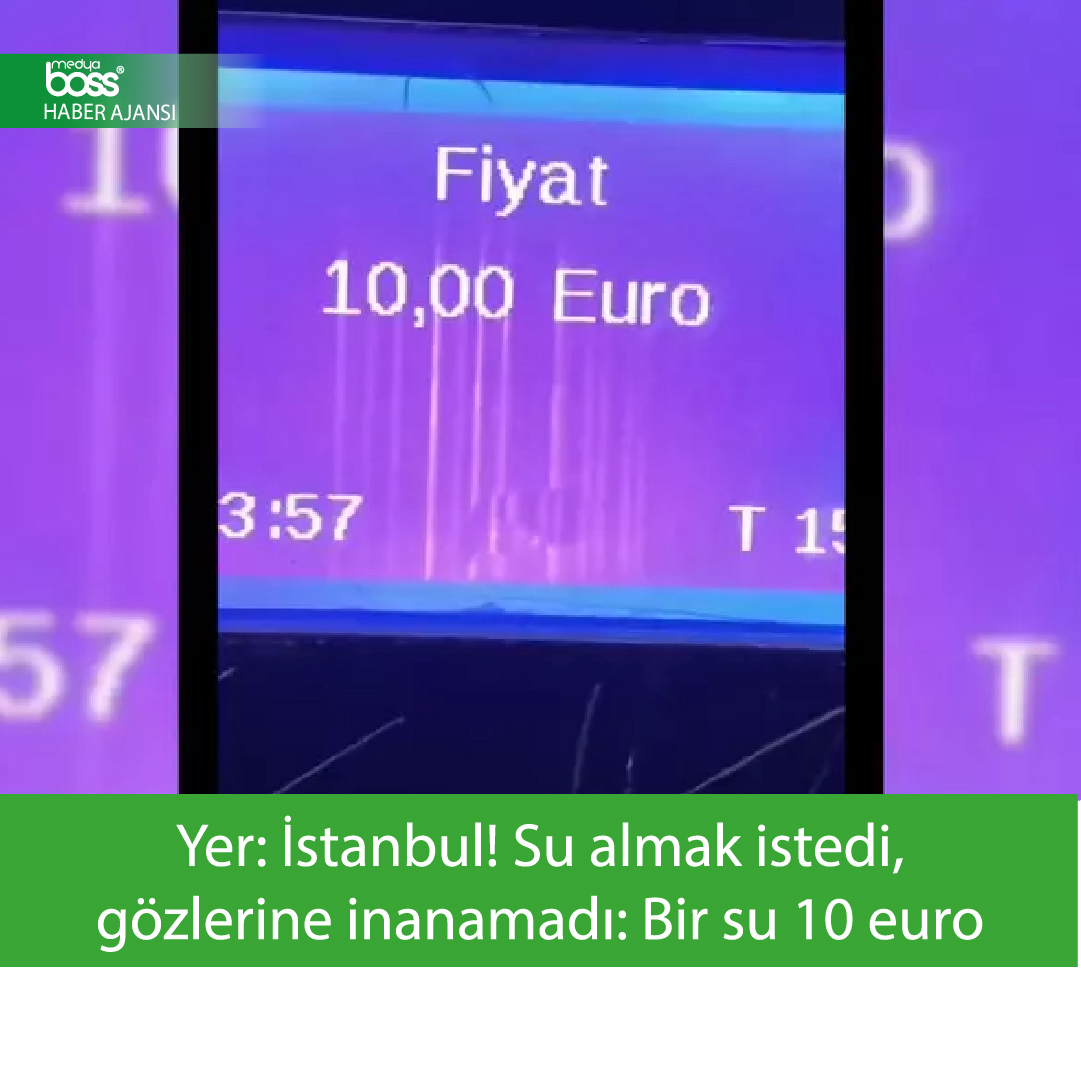 medya
boss®
HABER AJANSI
Fiyat
10,00 Euro
3:57
T 15
Yer: İstanbul! Su almak istedi,
gözlerine inanamadı: Bir su 10 euro